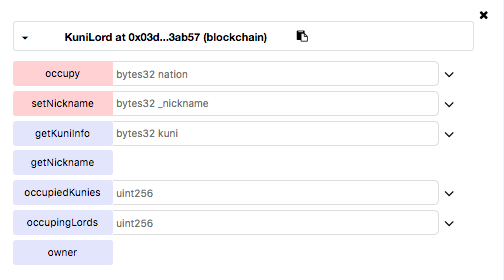 KuniLord at 0x03d...3ab57 (blockchain)
occupy bytes32 nation
setNickname bytes32 _nickname
getKuniInfo bytes32 kuni
getNickname
occupiedKunies uint256
occupingLords uint256
owner